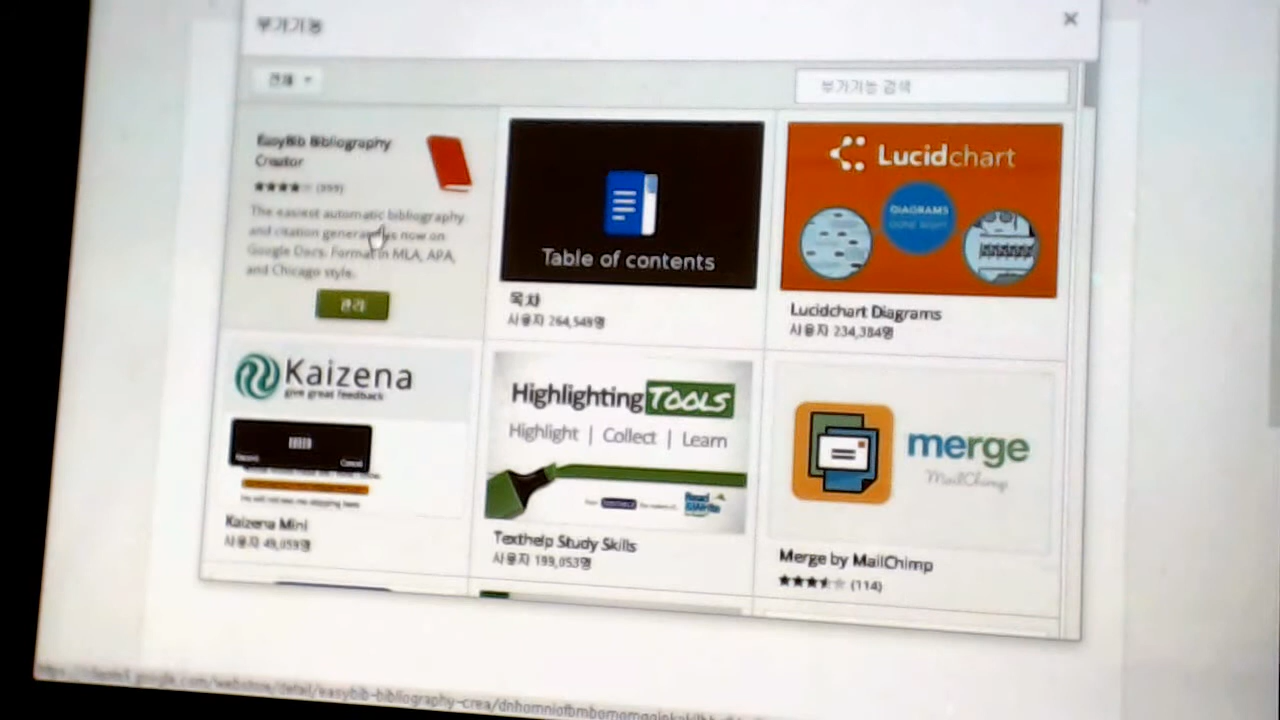 부가기능
전체
부가기능 검색
EasyBib Bibliography
Creator
The easiest automatic bibliography
and citation generator is now on
Google Docs. Format in MLA, APA,
and Chicago style.
관리
Table of contents
목차
사용자 264,549명
Lucidchart
DIAGRAMS
Lucidchart Diagrams
사용자 234,384명
Kaizena
give great feedback
Cancel
Kaizena Mini
사용자 49,059명
Highlighting TOOLS
Highlight | Collect | Learn
Read
&Write
Texthelp Study Skills
사용자 199,053명
merge
MailChimp
Merge by MailChimp
(114)